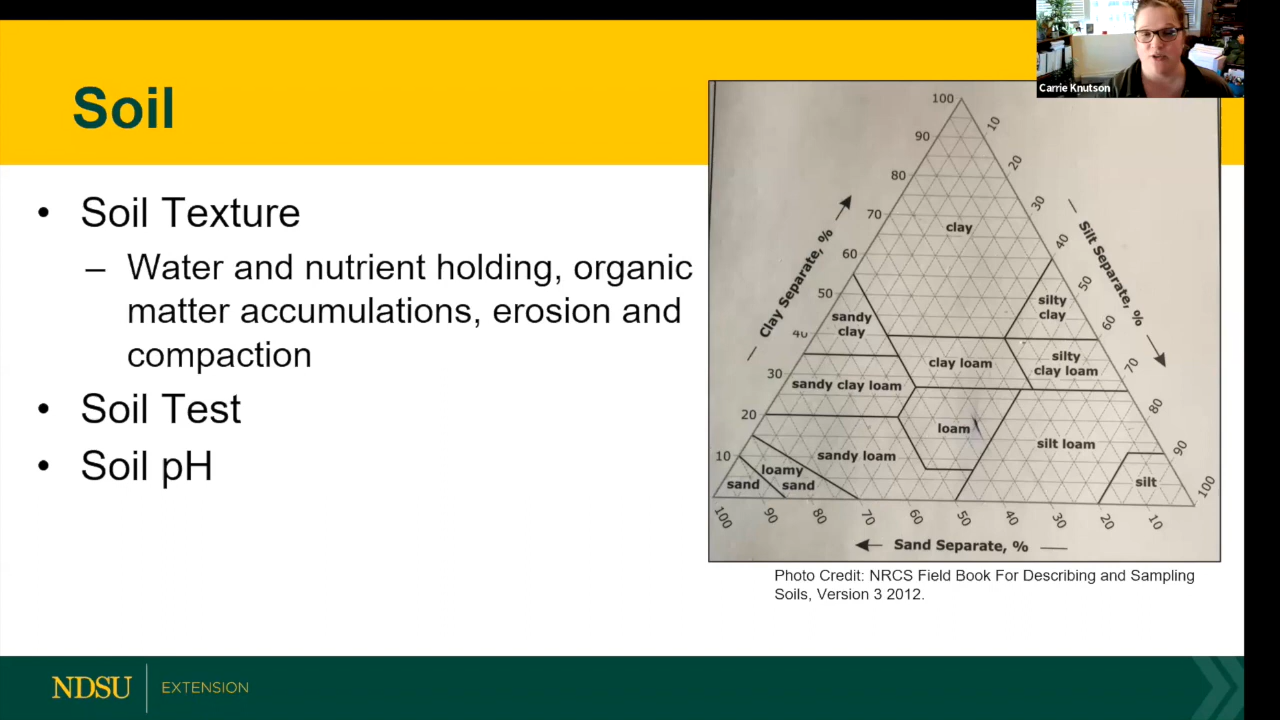 Carrie Knutson
Soil
• Soil Texture
– Water and nutrient holding, organic
matter accumulations, erosion and
compaction
• Soil Test
• Soil pH
100
90
80
70
60
50
40
30
20
10
Clay Separate, %
10
20
30
40
50
60
70
80
90
100
Silt Separate, %
clay
silty
clay
sandy
clay
clay loam
silty
clay loam
sandy clay loam
loam
silt loam
sandy loam
loamy
sand
sand
silt
100
90
80
70
60
50
40
30
20
10
Sand Separate, %
Photo Credit: NRCS Field Book For Describing and Sampling
Soils, Version 3 2012.
NDSU
EXTENSION